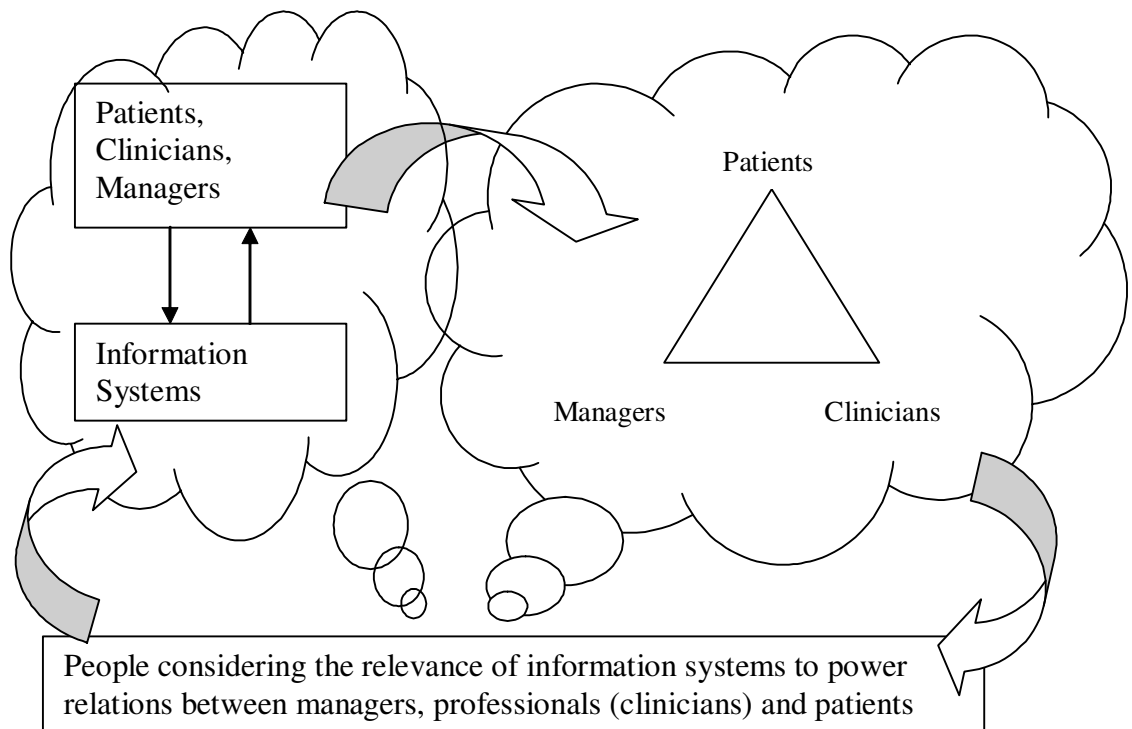 Patients,
Clinicians,
Managers
Information
Systems
Patients
Managers
Clinicians
People considering the relevance of information systems to power
relations between managers, professionals (clinicians) and patients